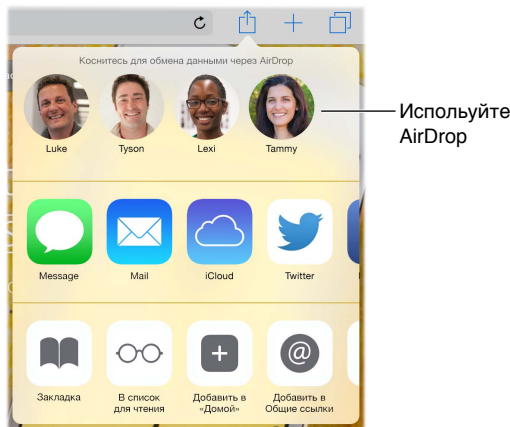 Коснитесь для обмена данными через AirDrop
Luke
Tyson
Lexi
Tammy
Испольуйте
AirDrop
Message
Mail
iCloud
Twitter
Закладка
В список
для чтения
Добавить в
«Домой»
Добавить в
Общие ссылки